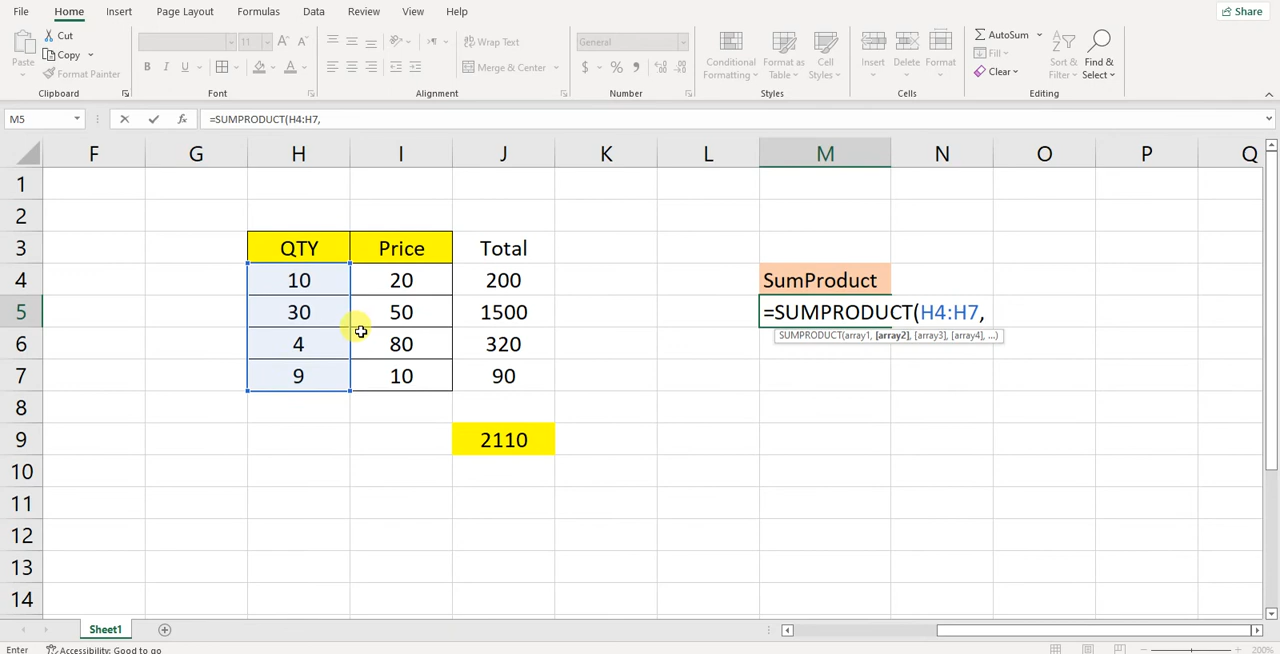 File Home Insert Page Layout Formulas Data Review View Help Share
Paste Cut Copy Format Painter Clipboard
11 A A B I U A Font
Wrap Text Merge & Center Alignment
General $ % , Number
Conditional Formatting Format as Table Cell Styles Styles
Insert Delete Format Cells
AutoSum Fill Clear Sort & Filter Find & Select Editing
M5 fx =SUMPRODUCT(H4:H7,
F G H I J K L M N O P Q
1
2
3 QTY Price Total
4 10 20 200 SumProduct
5 30 50 1500 =SUMPRODUCT(H4:H7,
SUMPRODUCT(array1, [array2], [array3], [array4], ...)
6 4 80 320
7 9 10 90
8
9 2110
10
11
12
13
14
Sheet1
Enter Accessibility: Good to go 200%